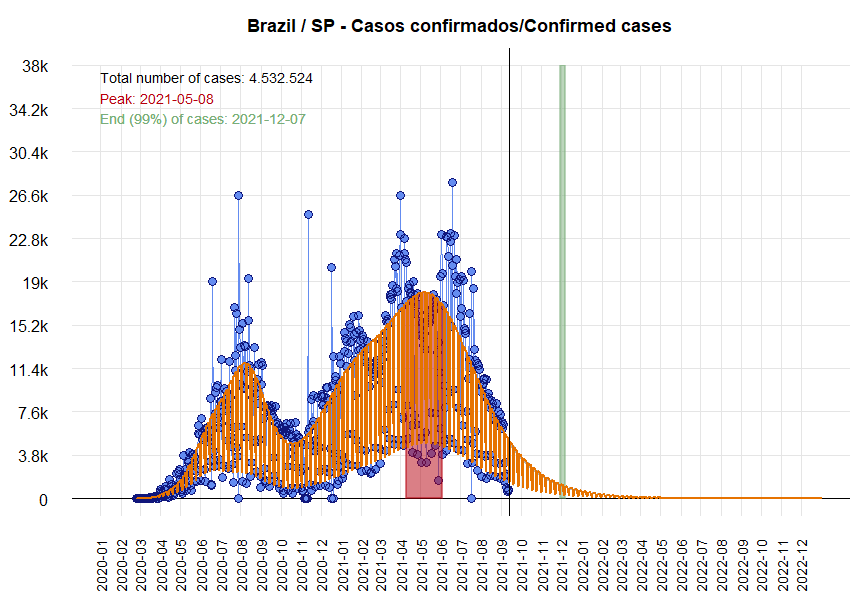 Brazil / SP - Casos confirmados/Confirmed cases
Total number of cases: 4.532.524
Peak: 2021-05-08
End (99%) of cases: 2021-12-07
38k
34.2k
30.4k
26.6k
22.8k
19k
15.2k
11.4k
7.6k
3.8k
0
2020-01
2020-02
2020-03
2020-04
2020-05
2020-06
2020-07
2020-08
2020-09
2020-10
2020-11
2020-12
2021-01
2021-02
2021-03
2021-04
2021-05
2021-06
2021-07
2021-08
2021-09
2021-10
2021-11
2021-12
2022-01
2022-02
2022-03
2022-04
2022-05
2022-06
2022-07
2022-08
2022-09
2022-10
2022-11
2022-12